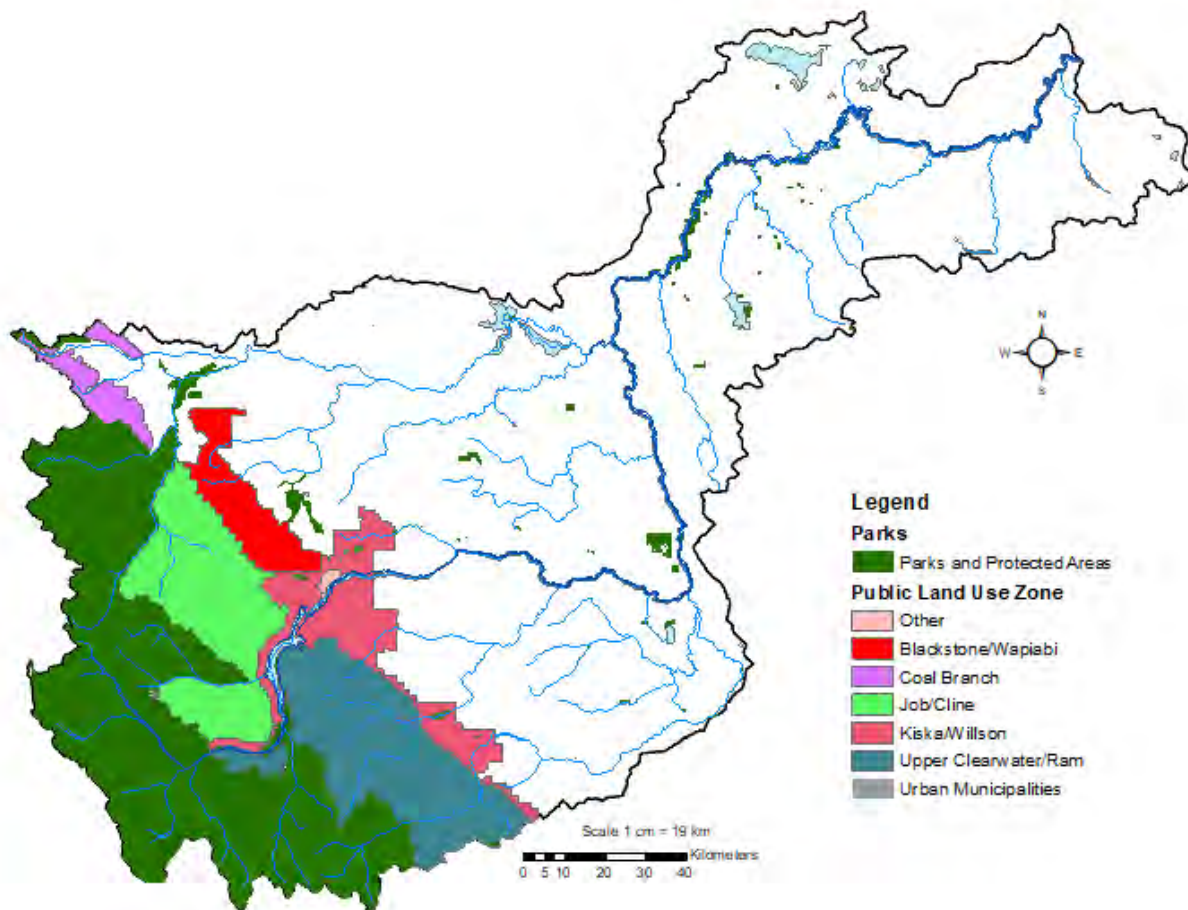 N
W E
S
Legend
Parks
Parks and Protected Areas
Public Land Use Zone
Other
Blackstone/Wapiabi
Coal Branch
Job/Cline
Kiska/Willson
Upper Clearwater/Ram
Urban Municipalities
Scale 1 cm = 19 km
Kilometers
0 5 10 20 30 40